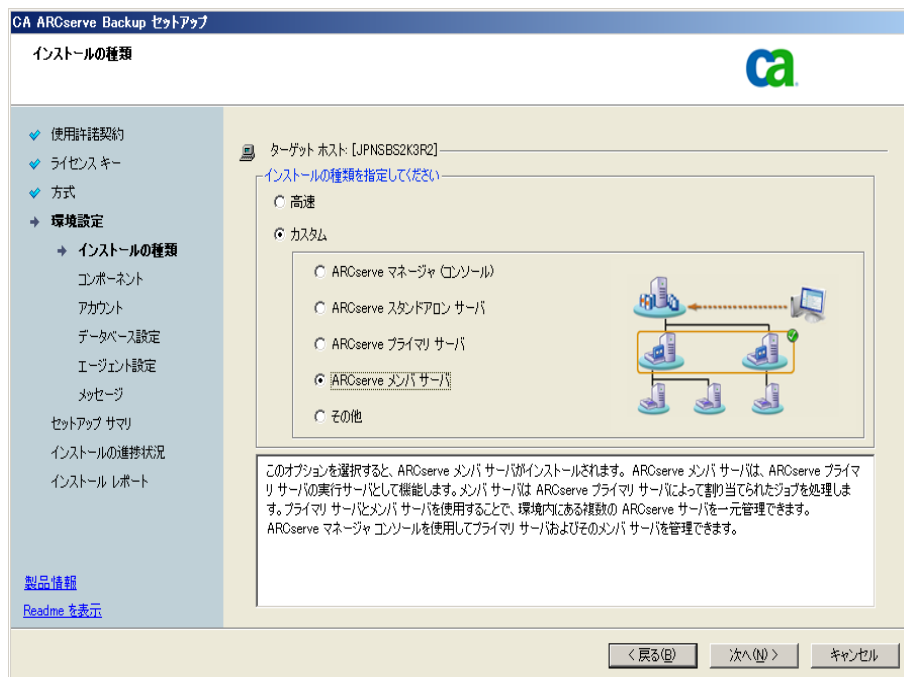 CA ARCserve Backup セットアップ
インストールの種類
ca
使用許諾契約
ライセンス キー
方式
環境設定
インストールの種類
コンポーネント
アカウント
データベース設定
エージェント設定
メッセージ
セットアップ サマリ
インストールの進捗状況
インストール レポート
製品情報
Readme を表示
ターゲット ホスト: [JPNSBS2K3R2]
インストールの種類を指定してください
高速
カスタム
ARCserve マネージャ (コンソール)
ARCserve スタンドアロン サーバ
ARCserve プライマリ サーバ
ARCserve メンバ サーバ
その他
このオプションを選択すると、ARCserve メンバ サーバがインストールされます。 ARCserve メンバ サーバは、ARCserve プライマ
リ サーバの実行サーバとして機能します。メンバ サーバは ARCserve プライマリ サーバによって割り当てられたジョブを処理しま
す。プライマリ サーバとメンバ サーバを使用することで、環境内にある複数の ARCserve サーバを一元管理できます。
ARCserve マネージャ コンソールを使用してプライマリ サーバおよびそのメンバ サーバを管理できます。
< 戻る(B)
次へ(N) >
キャンセル